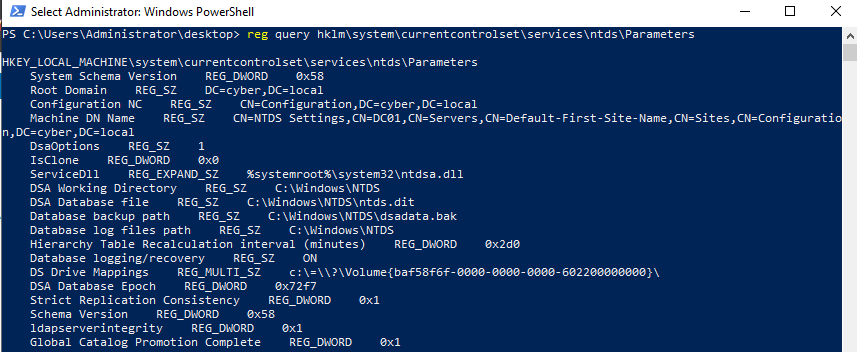 Select Administrator: Windows PowerShell
PS C:\Users\Administrator\desktop> reg query hklm\system\currentcontrolset\services\ntds\Parameters
HKEY_LOCAL_MACHINE\system\currentcontrolset\services\ntds\Parameters
System Schema Version    REG_DWORD    0x58
Root Domain    REG_SZ    DC=cyber,DC=local
Configuration NC    REG_SZ    CN=Configuration,DC=cyber,DC=local
Machine DN Name    REG_SZ    CN=NTDS Settings,CN=DC01,CN=Servers,CN=Default-First-Site-Name,CN=Sites,CN=Configuratio
n,DC=cyber,DC=local
DsaOptions    REG_SZ    1
IsClone    REG_DWORD    0x0
ServiceDll    REG_EXPAND_SZ    %systemroot%\system32\ntdsa.dll
DSA Working Directory    REG_SZ    C:\Windows\NTDS
DSA Database file    REG_SZ    C:\Windows\NTDS\ntds.dit
Database backup path    REG_SZ    C:\Windows\NTDS\dsadata.bak
Database log files path    REG_SZ    C:\Windows\NTDS
Hierarchy Table Recalculation interval (minutes)    REG_DWORD    0x2d0
Database logging/recovery    REG_SZ    ON
DS Drive Mappings    REG_MULTI_SZ    c:\=\\?\Volume{baf58f6f-0000-0000-0000-602200000000}\
DSA Database Epoch    REG_DWORD    0x72f7
Strict Replication Consistency    REG_DWORD    0x1
Schema Version    REG_DWORD    0x58
ldapserverintegrity    REG_DWORD    0x1
Global Catalog Promotion Complete    REG_DWORD    0x1